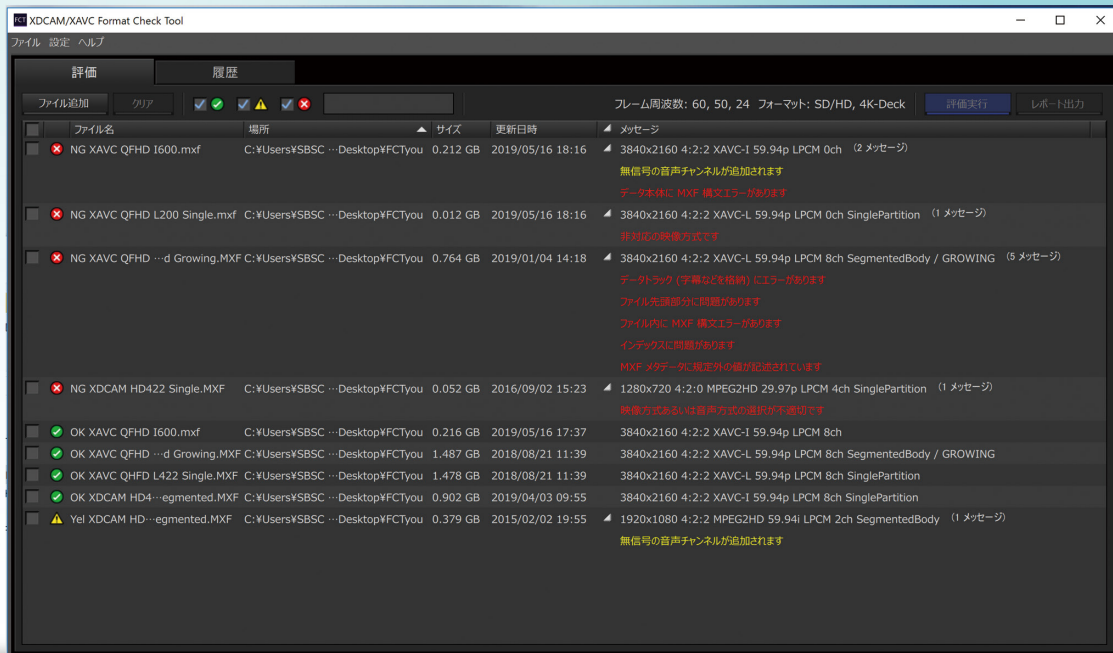 FCT XDCAM/XAVC Format Check Tool
ファイル 設定 ヘルプ
評価 履歴
ファイル追加 クリア フレーム周波数: 60, 50, 24 フォーマット: SD/HD, 4K-Deck 評価実行 レポート出力
ファイル名 場所 サイズ 更新日時 メッセージ
NG XAVC QFHD I600.mxf C:¥Users¥SBSC …Desktop¥FCTyou 0.212 GB 2019/05/16 18:16 3840x2160 4:2:2 XAVC-I 59.94p LPCM 0ch (2 メッセージ)
無信号の音声チャンネルが追加されます
データ本体に MXF 構文エラーがあります
NG XAVC QFHD L200 Single.mxf C:¥Users¥SBSC …Desktop¥FCTyou 0.012 GB 2019/05/16 18:16 3840x2160 4:2:2 XAVC-L 59.94p LPCM 0ch SinglePartition (1 メッセージ)
非対応の映像方式です
NG XAVC QFHD …d Growing.MXF C:¥Users¥SBSC …Desktop¥FCTyou 0.764 GB 2019/01/04 14:18 3840x2160 4:2:2 XAVC-L 59.94p LPCM 8ch SegmentedBody / GROWING (5 メッセージ)
データトラック (字幕などを格納) にエラーがあります
ファイル先頭部分に問題があります
ファイル内に MXF 構文エラーがあります
インデックスに問題があります
MXF メタデータに規定外の値が記述されています
NG XDCAM HD422 Single.MXF C:¥Users¥SBSC …Desktop¥FCTyou 0.052 GB 2016/09/02 15:23 1280x720 4:2:0 MPEG2HD 29.97p LPCM 4ch SinglePartition (1 メッセージ)
映像方式あるいは音声方式の選択が不適切です
OK XAVC QFHD I600.mxf C:¥Users¥SBSC …Desktop¥FCTyou 0.216 GB 2019/05/16 17:37 3840x2160 4:2:2 XAVC-I 59.94p LPCM 8ch
OK XAVC QFHD …d Growing.MXF C:¥Users¥SBSC …Desktop¥FCTyou 1.487 GB 2018/08/21 11:39 3840x2160 4:2:2 XAVC-L 59.94p LPCM 8ch SegmentedBody / GROWING
OK XAVC QHFD L422 Single.MXF C:¥Users¥SBSC …Desktop¥FCTyou 1.478 GB 2018/08/21 11:39 3840x2160 4:2:2 XAVC-L 59.94p LPCM 8ch SinglePartition
OK XDCAM HD4…egmented.MXF C:¥Users¥SBSC …Desktop¥FCTyou 0.902 GB 2019/04/03 09:55 3840x2160 4:2:2 XAVC-I 59.94p LPCM 8ch SinglePartition
Yel XDCAM HD…egmented.MXF C:¥Users¥SBSC …Desktop¥FCTyou 0.379 GB 2015/02/02 19:55 1920x1080 4:2:2 MPEG2HD 59.94i LPCM 2ch SegmentedBody (1 メッセージ)
無信号の音声チャンネルが追加されます